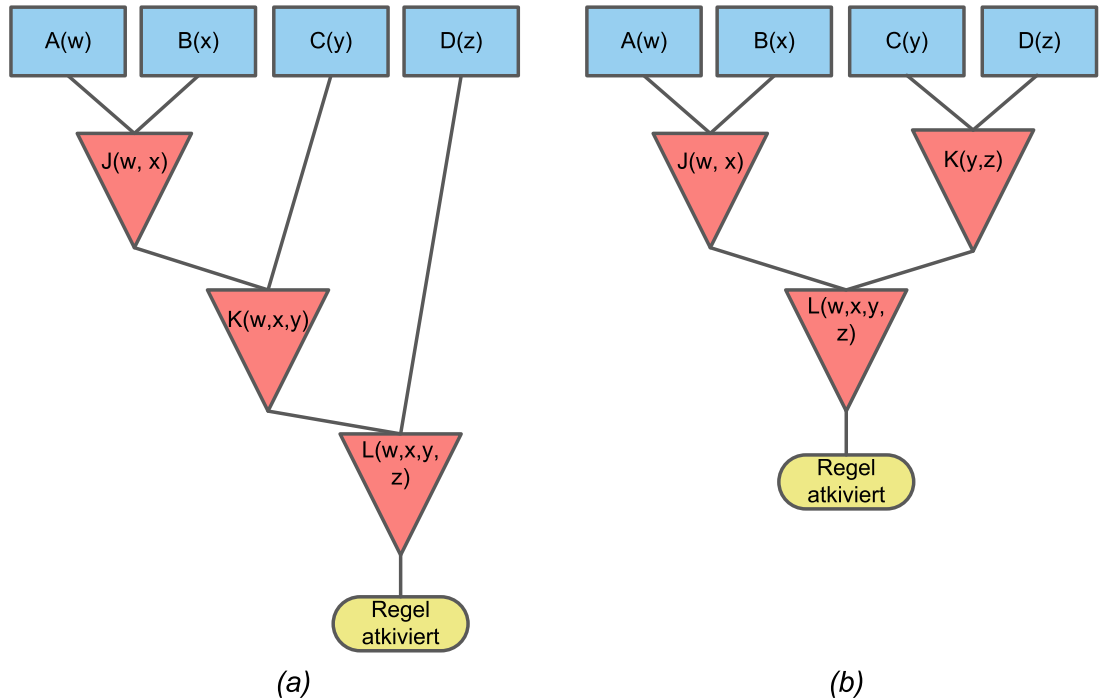 A(w)
B(x)
C(y)
D(z)
J(w, x)
K(w,x,y)
L(w,x,y,
z)
Regel
atkiviert
(a)
A(w)
B(x)
C(y)
D(z)
J(w, x)
K(y,z)
L(w,x,y,
z)
Regel
atkiviert
(b)